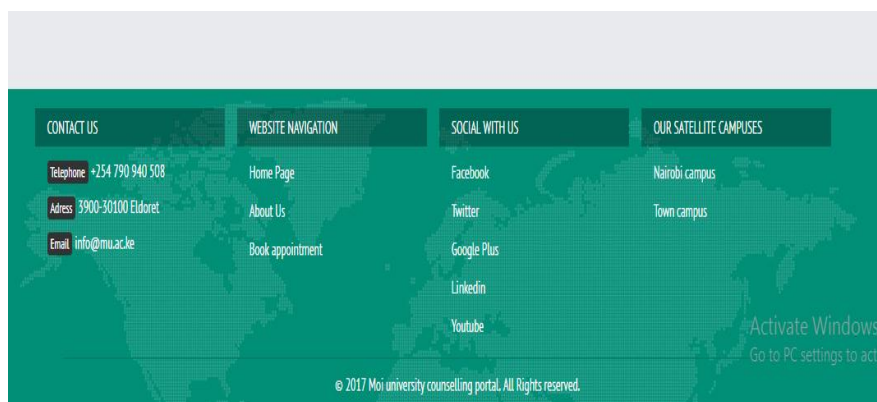 CONTACT US
Telephone +254 790 940 508
Adress 3900-30100 Eldoret
Email info@mu.ac.ke
WEBSITE NAVIGATION
Home Page
About Us
Book appointment
SOCIAL WITH US
Facebook
Twitter
Google Plus
Linkedin
Youtube
OUR SATELLITE CAMPUSES
Nairobi campus
Town campus
Activate Windows
Go to PC settings to act
© 2017 Moi university counselling portal. All Rights reserved.